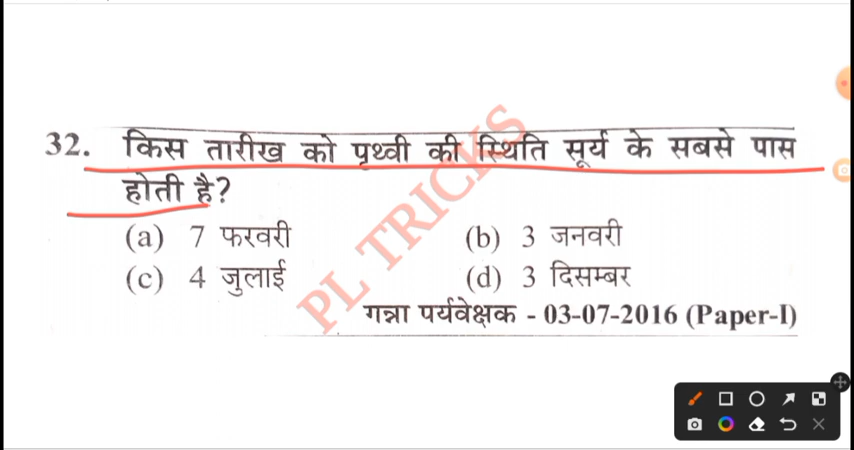 32. किस तारीख को पृथ्वी की स्थिति सूर्य के सबसे पास
होती है?
(a) 7 फरवरी (b) 3 जनवरी
(c) 4 जुलाई (d) 3 दिसम्बर
गन्ना पर्यवेक्षक - 03-07-2016 (Paper-I)
PL TRICKS